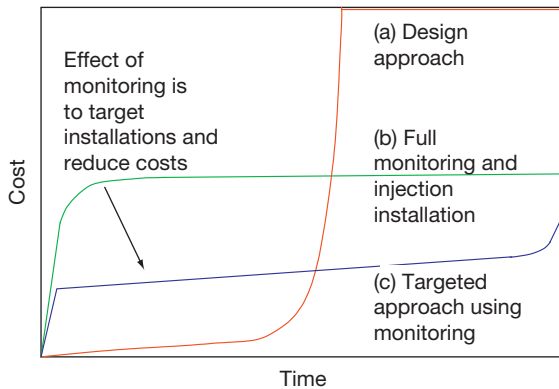 Effect of
monitoring is
to target
installations and
reduce costs
(a) Design
approach
(b) Full
monitoring and
injection
installation
(c) Targeted
approach using
monitoring
Cost
Time